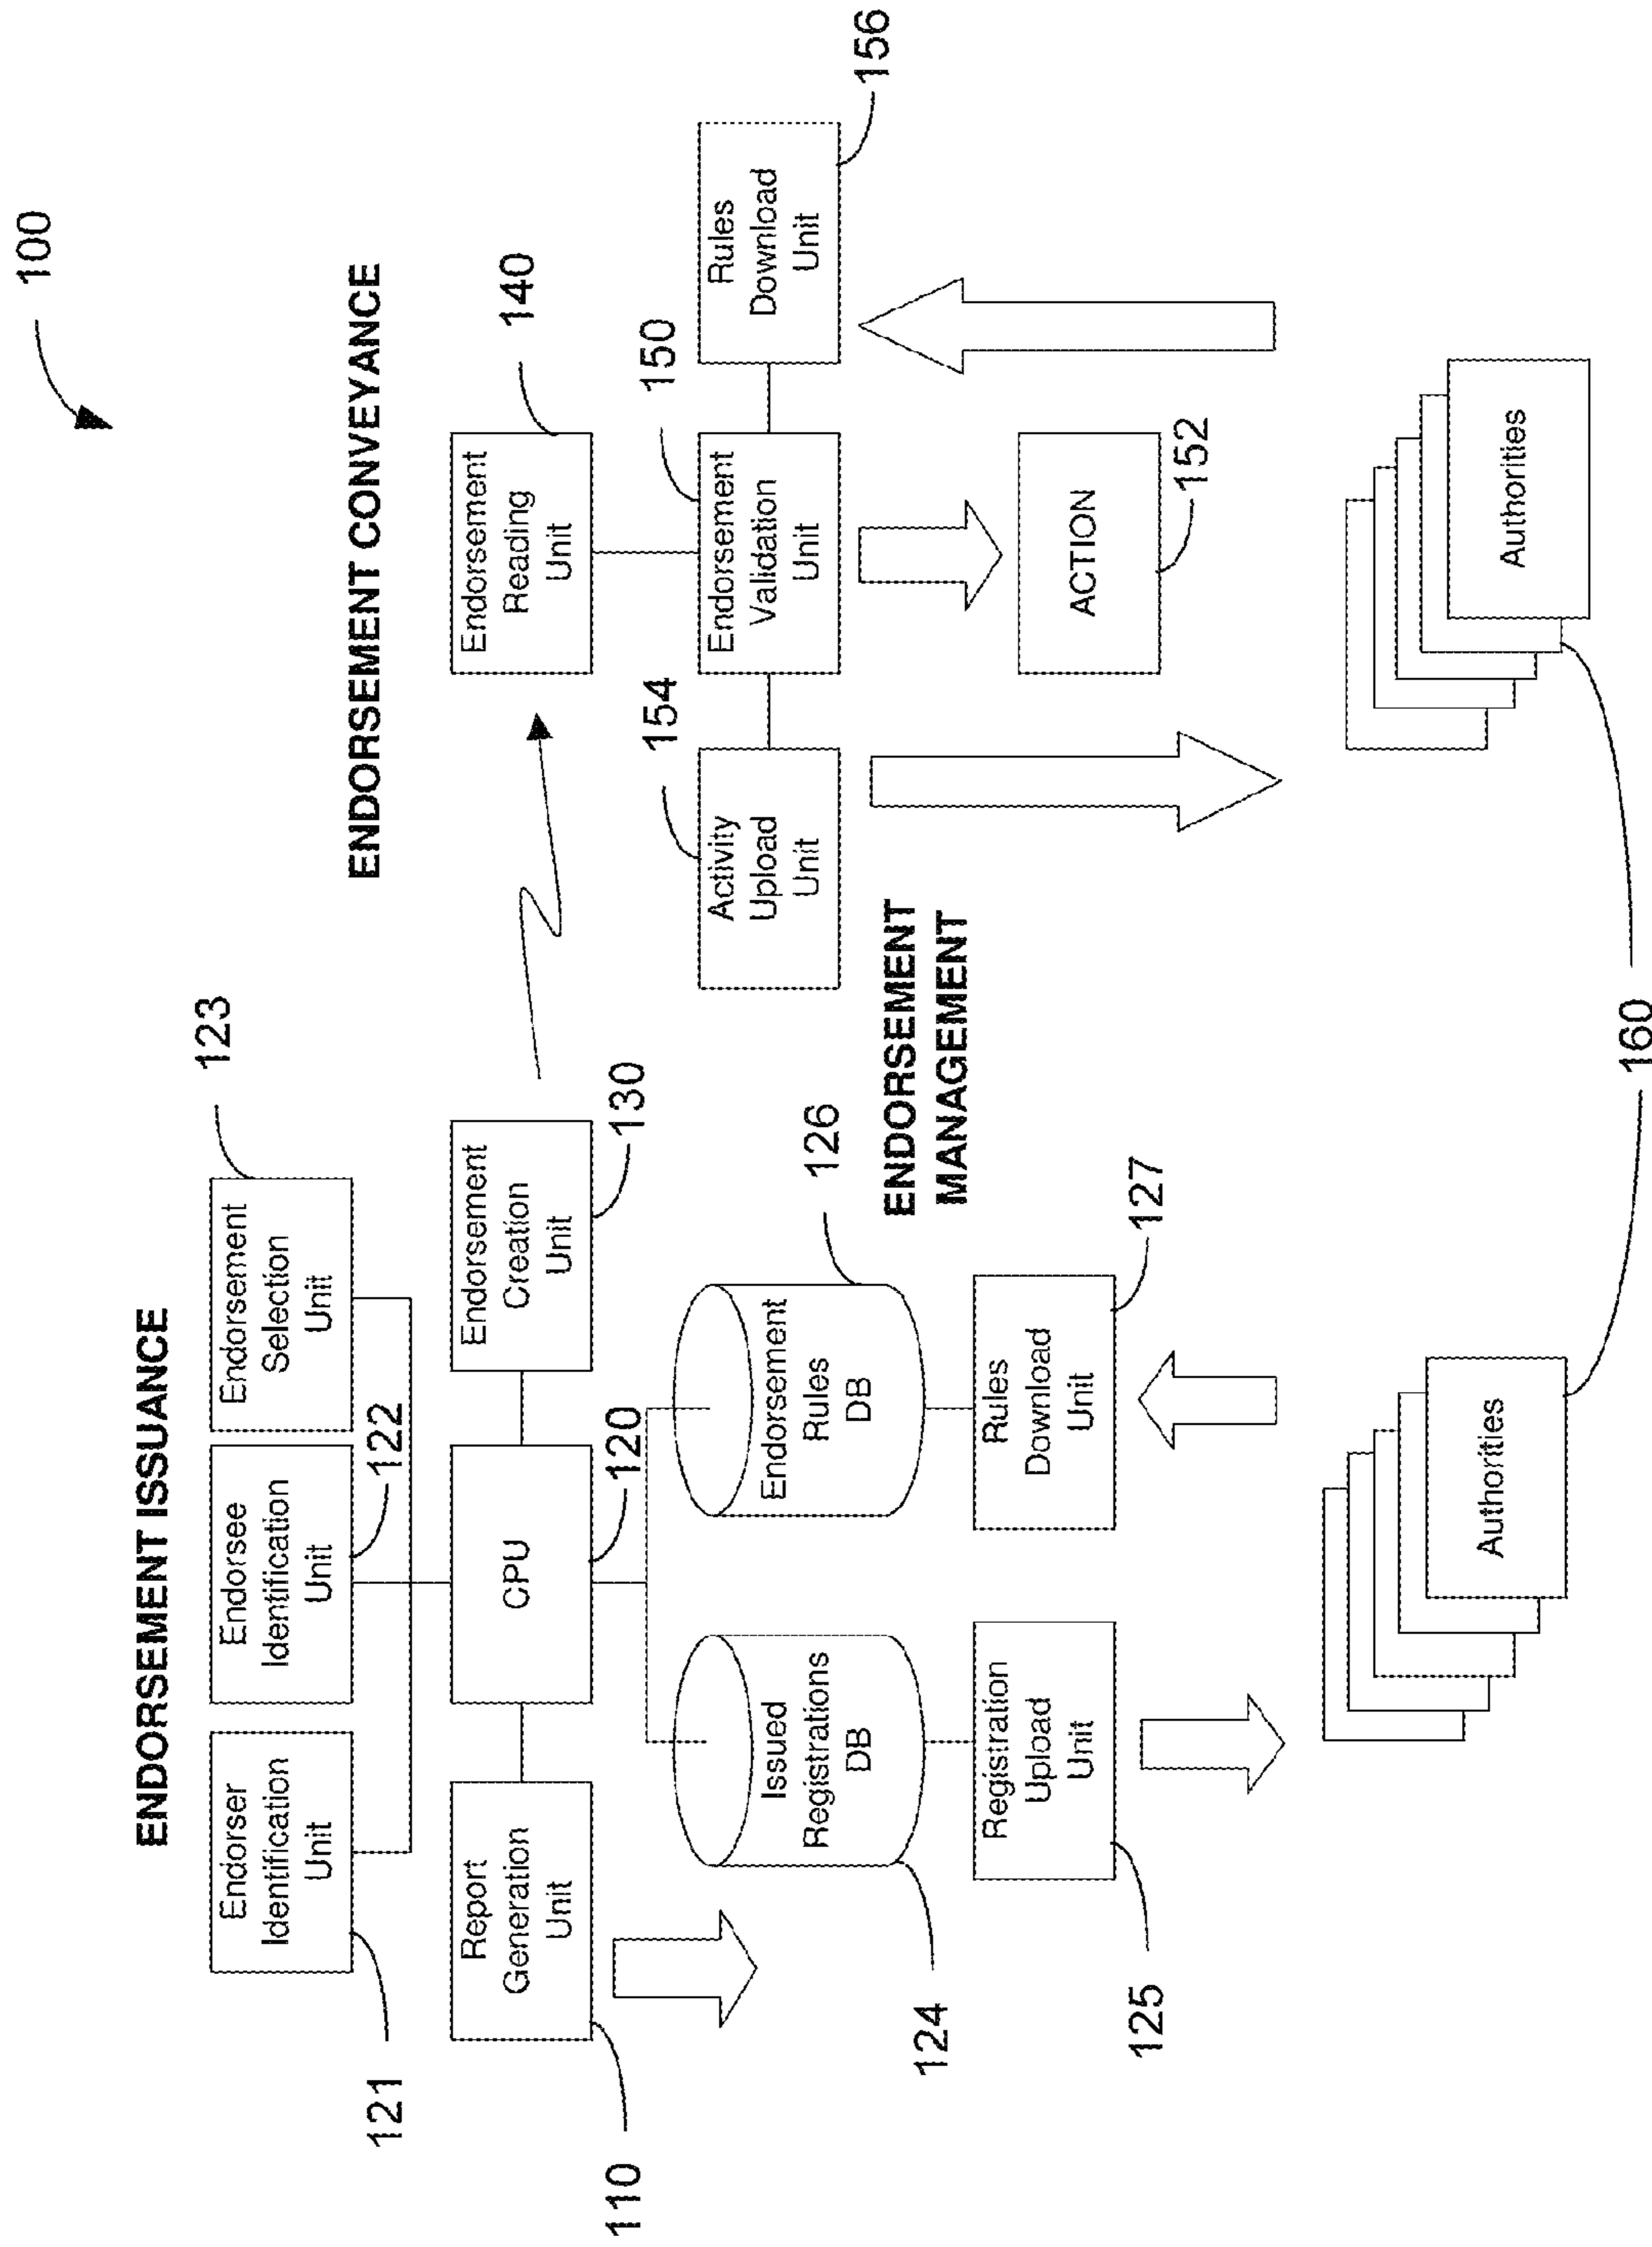 100
ENDORSEMENT ISSUANCE
Endorser
Identification
Unit
121
Endorsee
Identification
Unit
122
Endorsement
Selection
Unit
123
Report
Generation
Unit
110
CPU
120
Endorsement
Creation
Unit
130
Issued
Registrations
DB
124
Endorsement
Rules
DB
126
Registration
Upload
Unit
125
Rules
Download
Unit
127
Authorities
ENDORSEMENT CONVEYANCE
Endorsement
Reading
Unit
140
Activity
Upload
Unit
154
Endorsement
Validation
Unit
150
Rules
Download
Unit
156
ENDORSEMENT
MANAGEMENT
ACTION
152
Authorities
160